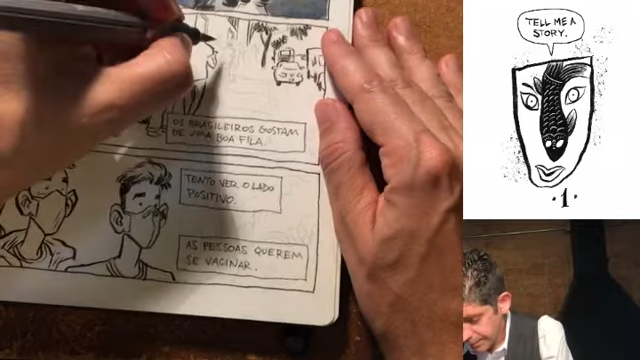 OS BRASILEIROS GOSTAM
DE UMA BOA FILA.
TENTO VER O LADO
POSITIVO.
AS PESSOAS QUEREM
SE VACINAR.
TELL ME A
STORY.
·1·